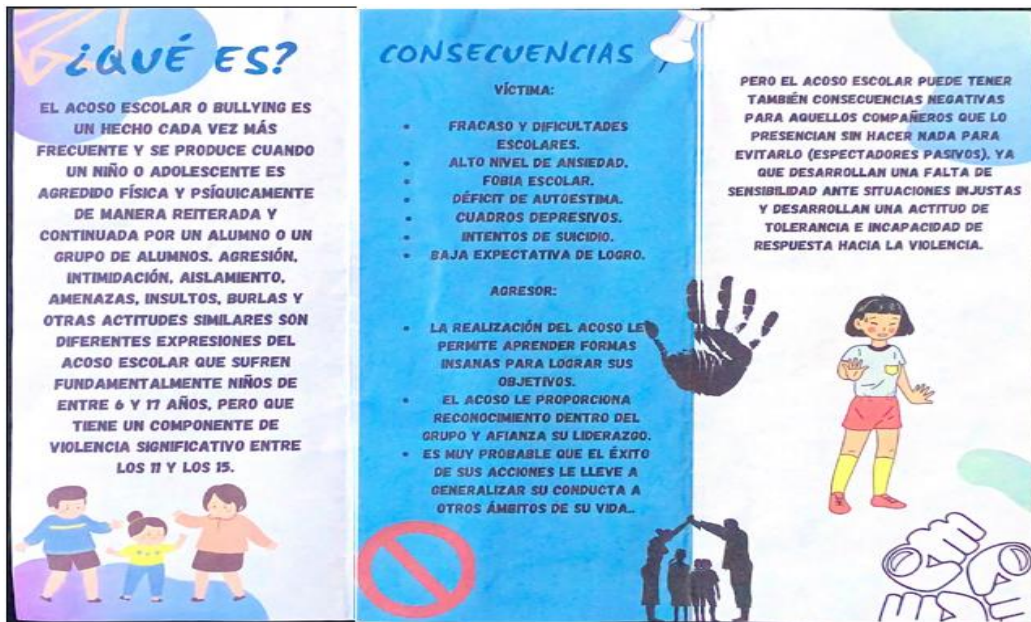 ¿QUÉ ES?
EL ACOSO ESCOLAR O BULLYING ES
UN HECHO CADA VEZ MÁS
FRECUENTE Y SE PRODUCE CUANDO
UN NIÑO O ADOLESCENTE ES
AGREDIDO FÍSICA Y PSÍQUICAMENTE
DE MANERA REITERADA Y
CONTINUADA POR UN ALUMNO O UN
GRUPO DE ALUMNOS. AGRESIÓN,
INTIMIDACIÓN, AISLAMIENTO,
AMENAZAS, INSULTOS, BURLAS Y
OTRAS ACTITUDES SIMILARES SON
DIFERENTES EXPRESIONES DEL
ACOSO ESCOLAR QUE SUFREN
FUNDAMENTALMENTE NIÑOS DE
ENTRE 6 Y 17 AÑOS, PERO QUE
TIENE UN COMPONENTE DE
VIOLENCIA SIGNIFICATIVO ENTRE
LOS 11 Y LOS 15.
CONSECUENCIAS
VÍCTIMA:
• FRACASO Y DIFICULTADES
ESCOLARES.
• ALTO NIVEL DE ANSIEDAD.
• FOBIA ESCOLAR.
• DÉFICIT DE AUTOESTIMA.
• CUADROS DEPRESIVOS.
• INTENTOS DE SUICIDIO.
• BAJA EXPECTATIVA DE LOGRO.
AGRESOR:
• LA REALIZACIÓN DEL ACOSO LE
PERMITE APRENDER FORMAS
INSANAS PARA LOGRAR SUS
OBJETIVOS.
• EL ACOSO LE PROPORCIONA
RECONOCIMIENTO DENTRO DEL
GRUPO Y AFIANZA SU LIDERAZGO.
• ES MUY PROBABLE QUE EL ÉXITO
DE SUS ACCIONES LE LLEVE A
GENERALIZAR SU CONDUCTA A
OTROS ÁMBITOS DE SU VIDA..
PERO EL ACOSO ESCOLAR PUEDE TENER
TAMBIÉN CONSECUENCIAS NEGATIVAS
PARA AQUELLOS COMPAÑEROS QUE LO
PRESENCIAN SIN HACER NADA PARA
EVITARLO (ESPECTADORES PASIVOS), YA
QUE DESARROLLAN UNA FALTA DE
SENSIBILIDAD ANTE SITUACIONES INJUSTAS
Y DESARROLLAN UNA ACTITUD DE
TOLERANCIA E INCAPACIDAD DE
RESPUESTA HACIA LA VIOLENCIA.